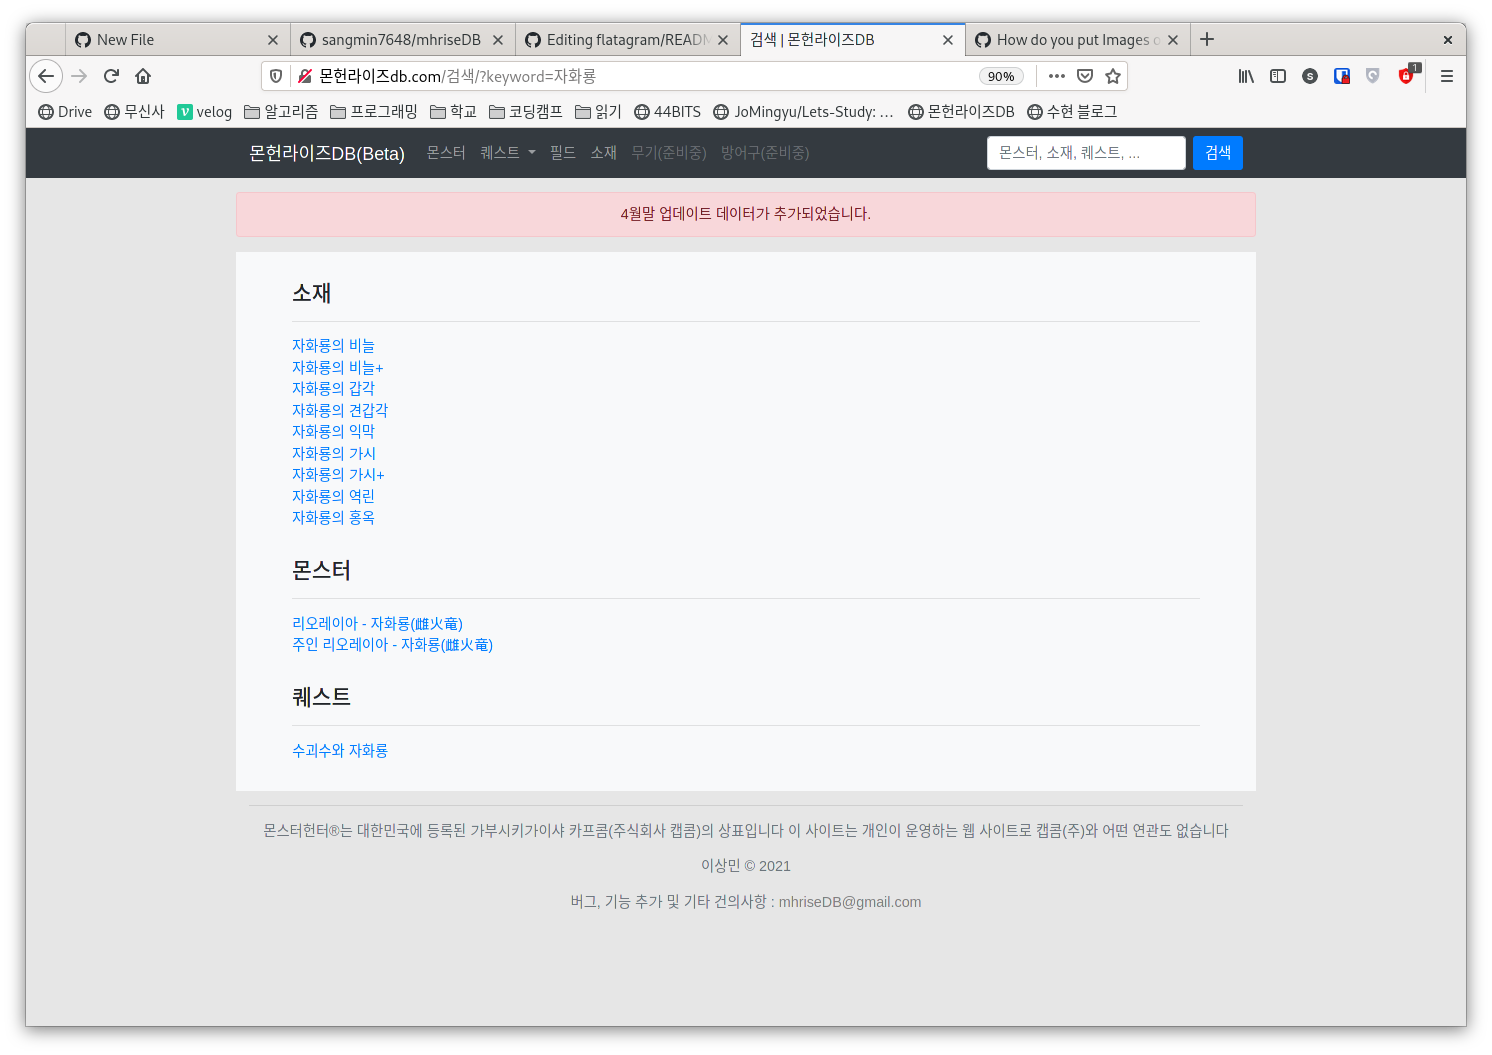 New File
sangmin7648/mhriseDB
Editing flatagram/READM
검색 | 몬헌라이즈DB
How do you put Images o
몬헌라이즈db.com/검색/?keyword=자화룡
90%
S
1
Drive
무신사
velog
알고리즘
프로그래밍
학교
코딩캠프
읽기
44BITS
JoMingyu/Lets-Study: ...
몬헌라이즈DB
수현 블로그
몬헌라이즈DB(Beta)
몬스터
퀘스트
필드
소재
무기(준비중)
방어구(준비중)
몬스터, 소재, 퀘스트, ...
검색
4월말 업데이트 데이터가 추가되었습니다.
소재
자화룡의 비늘
자화룡의 비늘+
자화룡의 갑각
자화룡의 견갑각
자화룡의 익막
자화룡의 가시
자화룡의 가시+
자화룡의 역린
자화룡의 홍옥
몬스터
리오레이아 - 자화룡(雌火竜)
주인 리오레이아 - 자화룡(雌火竜)
퀘스트
수괴수와 자화룡
몬스터헌터®는 대한민국에 등록된 가부시키가이샤 카프콤(주식회사 캡콤)의 상표입니다 이 사이트는 개인이 운영하는 웹 사이트로 캡콤(주)와 어떤 연관도 없습니다
이상민 © 2021
버그, 기능 추가 및 기타 건의사항 : mhriseDB@gmail.com